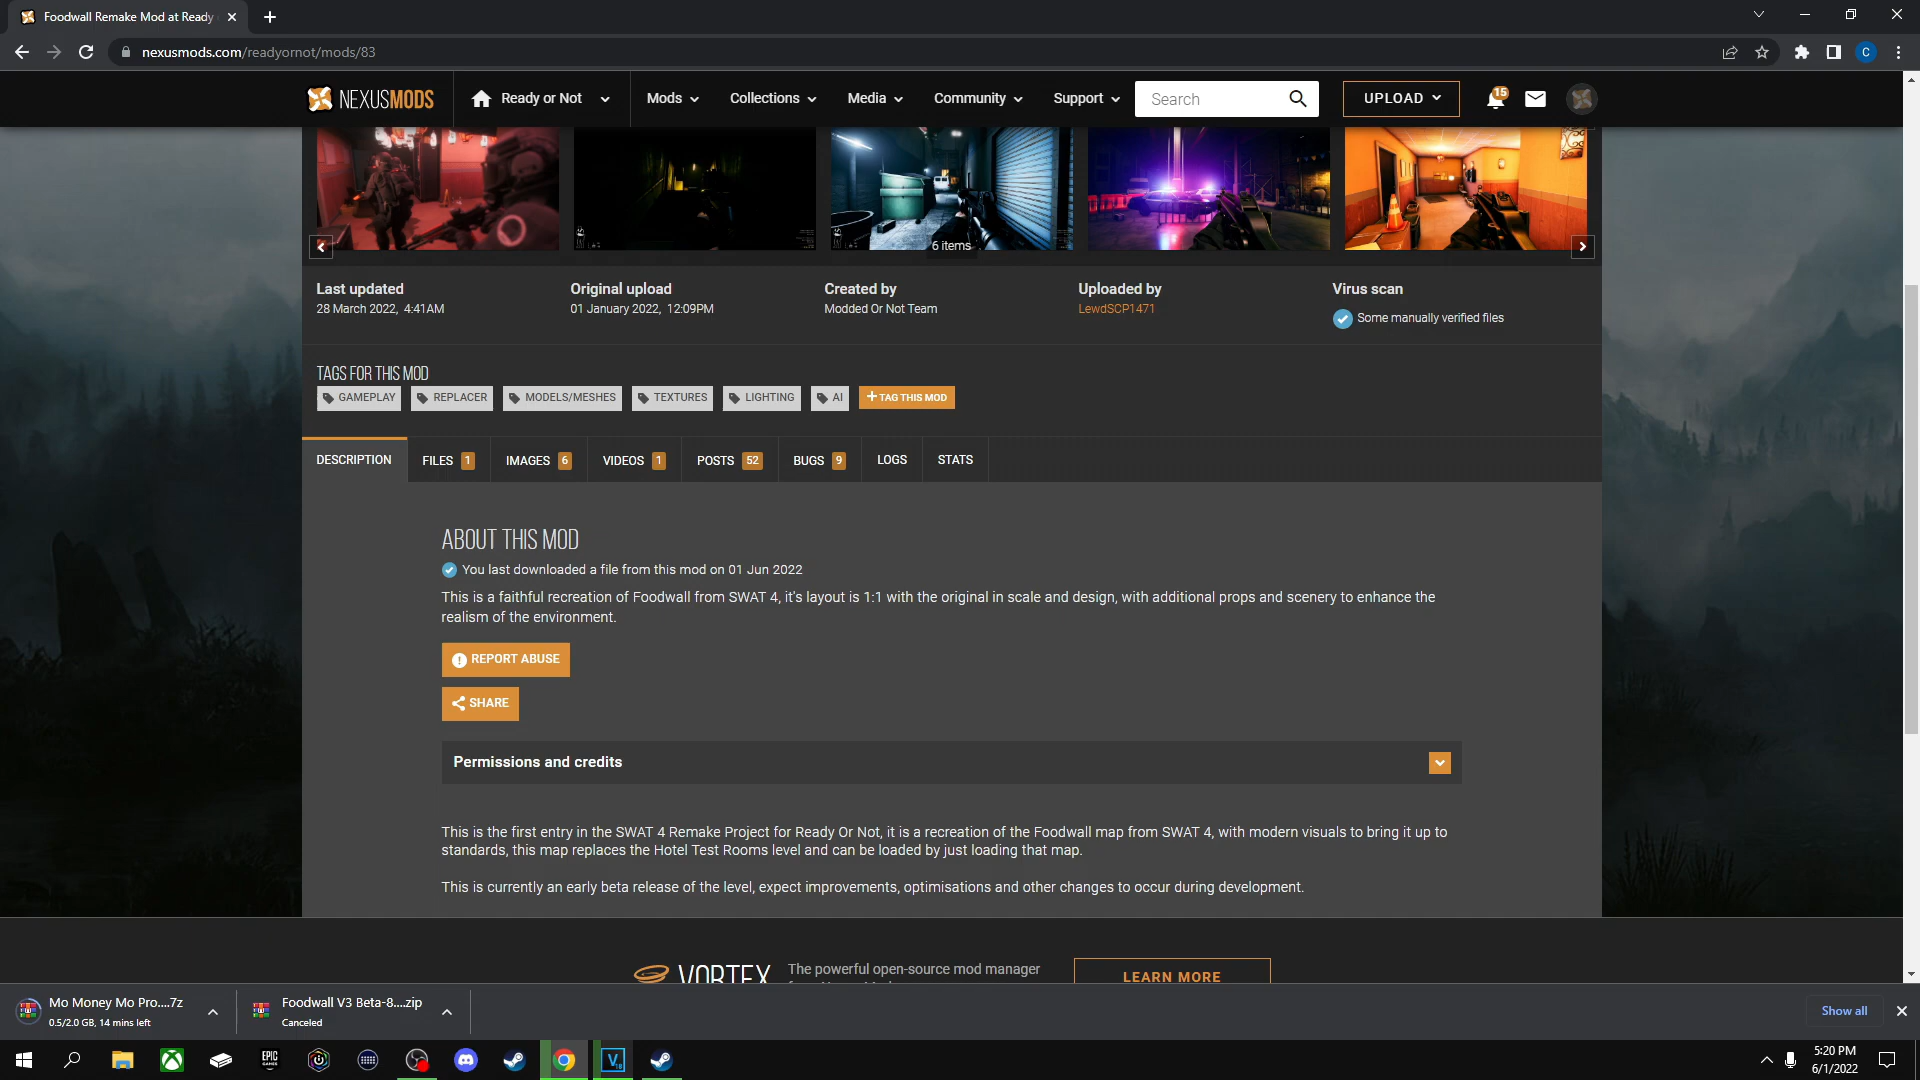 Foodwall Remake Mod at Ready
nexusmods.com/readyornot/mods/83
C
NEXUSMODS
Ready or Not
Mods
Collections
Media
Community
Support
Search
UPLOAD
15
6 items
Last updated
28 March 2022, 4:41AM
Original upload
01 January 2022, 12:09PM
Created by
Modded Or Not Team
Uploaded by
LewdSCP1471
Virus scan
Some manually verified files
TAGS FOR THIS MOD
GAMEPLAY
REPLACER
MODELS/MESHES
TEXTURES
LIGHTING
AI
+ TAG THIS MOD
DESCRIPTION
FILES 1
IMAGES 6
VIDEOS 1
POSTS 52
BUGS 9
LOGS
STATS
ABOUT THIS MOD
You last downloaded a file from this mod on 01 Jun 2022
This is a faithful recreation of Foodwall from SWAT 4, it's layout is 1:1 with the original in scale and design, with additional props and scenery to enhance the
realism of the environment.
REPORT ABUSE
SHARE
Permissions and credits
This is the first entry in the SWAT 4 Remake Project for Ready Or Not, it is a recreation of the Foodwall map from SWAT 4, with modern visuals to bring it up to
standards, this map replaces the Hotel Test Rooms level and can be loaded by just loading that map.
This is currently an early beta release of the level, expect improvements, optimisations and other changes to occur during development.
VORTEX
The powerful open-source mod manager
LEARN MORE
Mo Money Mo Pro....7z
0.5/2.0 GB, 14 mins left
Foodwall V3 Beta-8....zip
Canceled
Show all
EPIC
GAMES
V
18
5:20 PM
6/1/2022